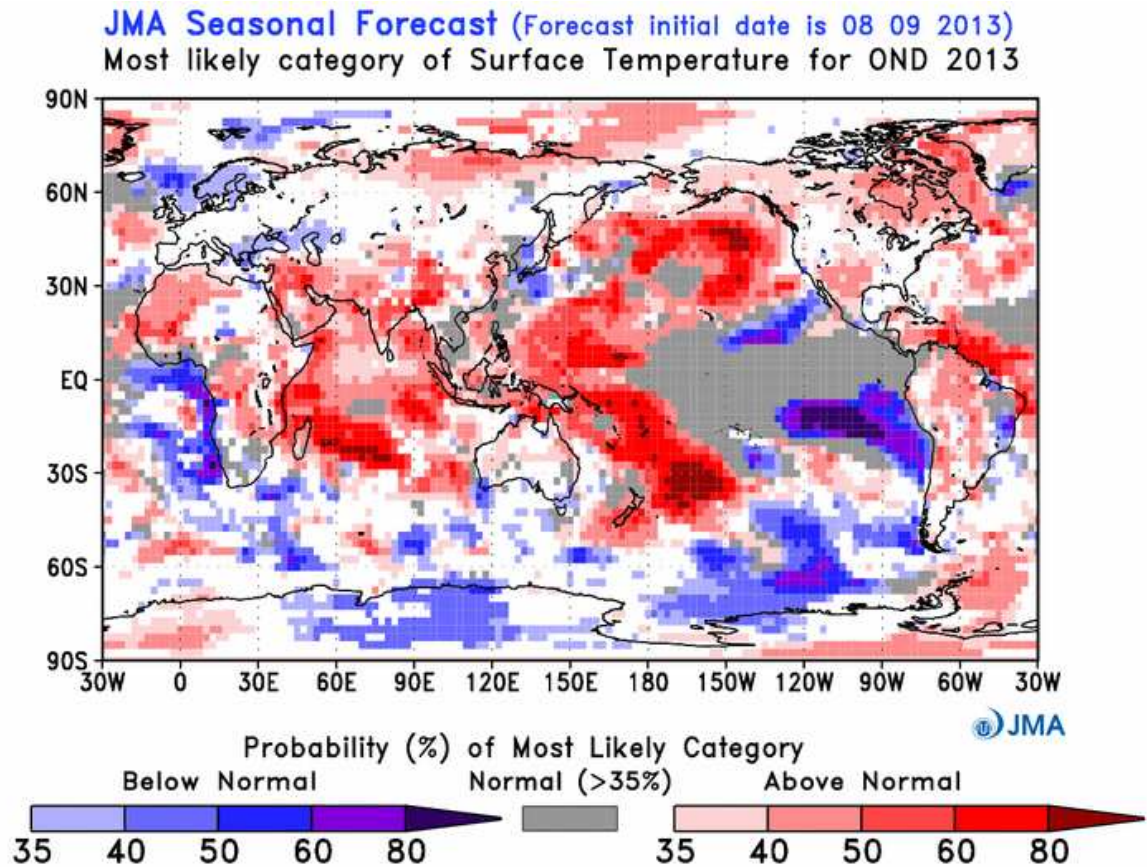 JMA Seasonal Forecast (Forecast initial date is 08 09 2013)
Most likely category of Surface Temperature for OND 2013
90N
60N
30N
EQ
30S
60S
90S
30W 0 30E 60E 90E 120E 150E 180 150W 120W 90W 60W 30W
JMA
Probability (%) of Most Likely Category
Below Normal Normal (>35%) Above Normal
35 40 50 60 80 35 40 50 60 80